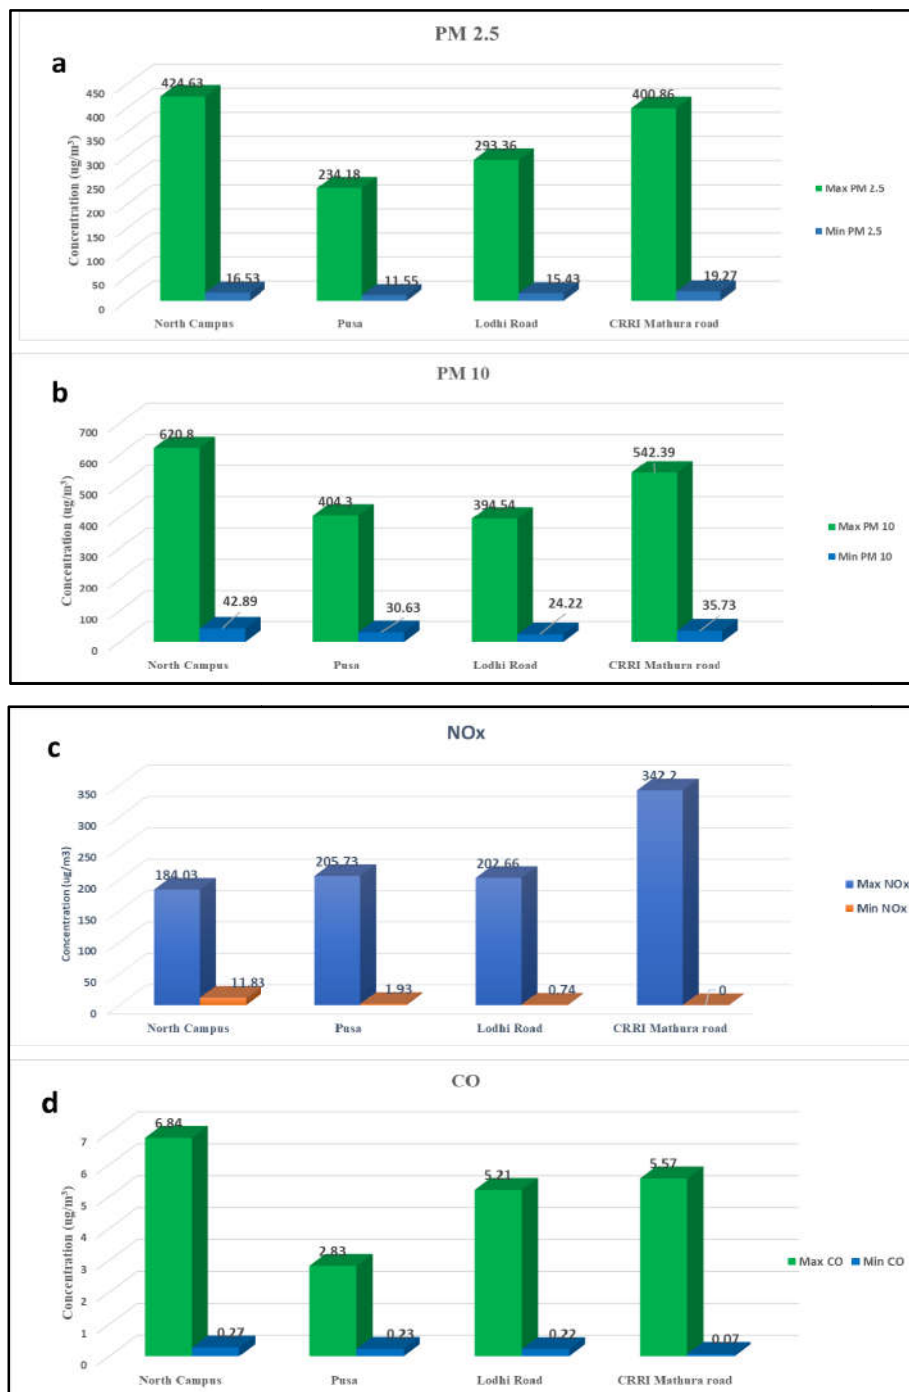 PM 2.5
a
424.63
400.86
293.36
234.18
16.53
11.55
15.43
19.27
450
400
350
300
250
200
150
100
50
0
Concentration (ug/m³)
North Campus
Pusa
Lodhi Road
CRRI Mathura road
Max PM 2.5
Min PM 2.5
PM 10
b
620.8
404.3
394.54
542.39
42.89
30.63
24.22
35.73
700
600
500
400
300
200
100
0
Concentration (ug/m³)
North Campus
Pusa
Lodhi Road
CRRI Mathura road
Max PM 10
Min PM 10
NOx
c
342.2
184.03
205.73
202.66
11.83
1.93
0.74
0
350
300
250
200
150
100
50
0
Concentration (ug/m3)
North Campus
Pusa
Lodhi Road
CRRI Mathura road
Max NOx
Min NOx
CO
d
6.84
2.83
5.21
5.57
0.27
0.23
0.22
0.07
7
6
5
4
3
2
1
0
Concentration (ug/m³)
North Campus
Pusa
Lodhi Road
CRRI Mathura road
Max CO Min CO